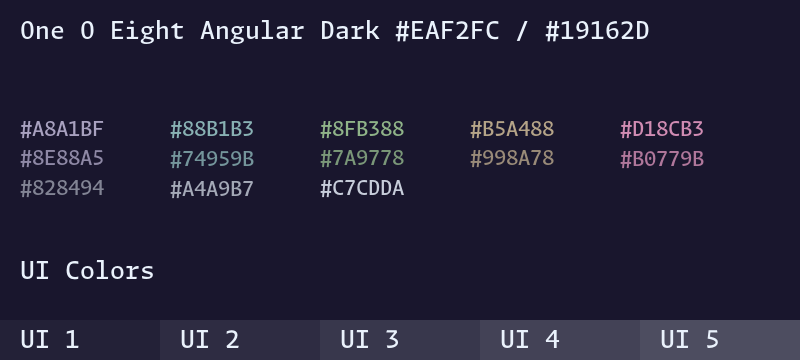 One O Eight Angular Dark #EAF2FC / #19162D
#A8A1BF #88B1B3 #8FB388 #B5A488 #D18CB3
#8E88A5 #74959B #7A9778 #998A78 #B0779B
#828494 #A4A9B7 #C7CDDA
UI Colors
UI 1 UI 2 UI 3 UI 4 UI 5